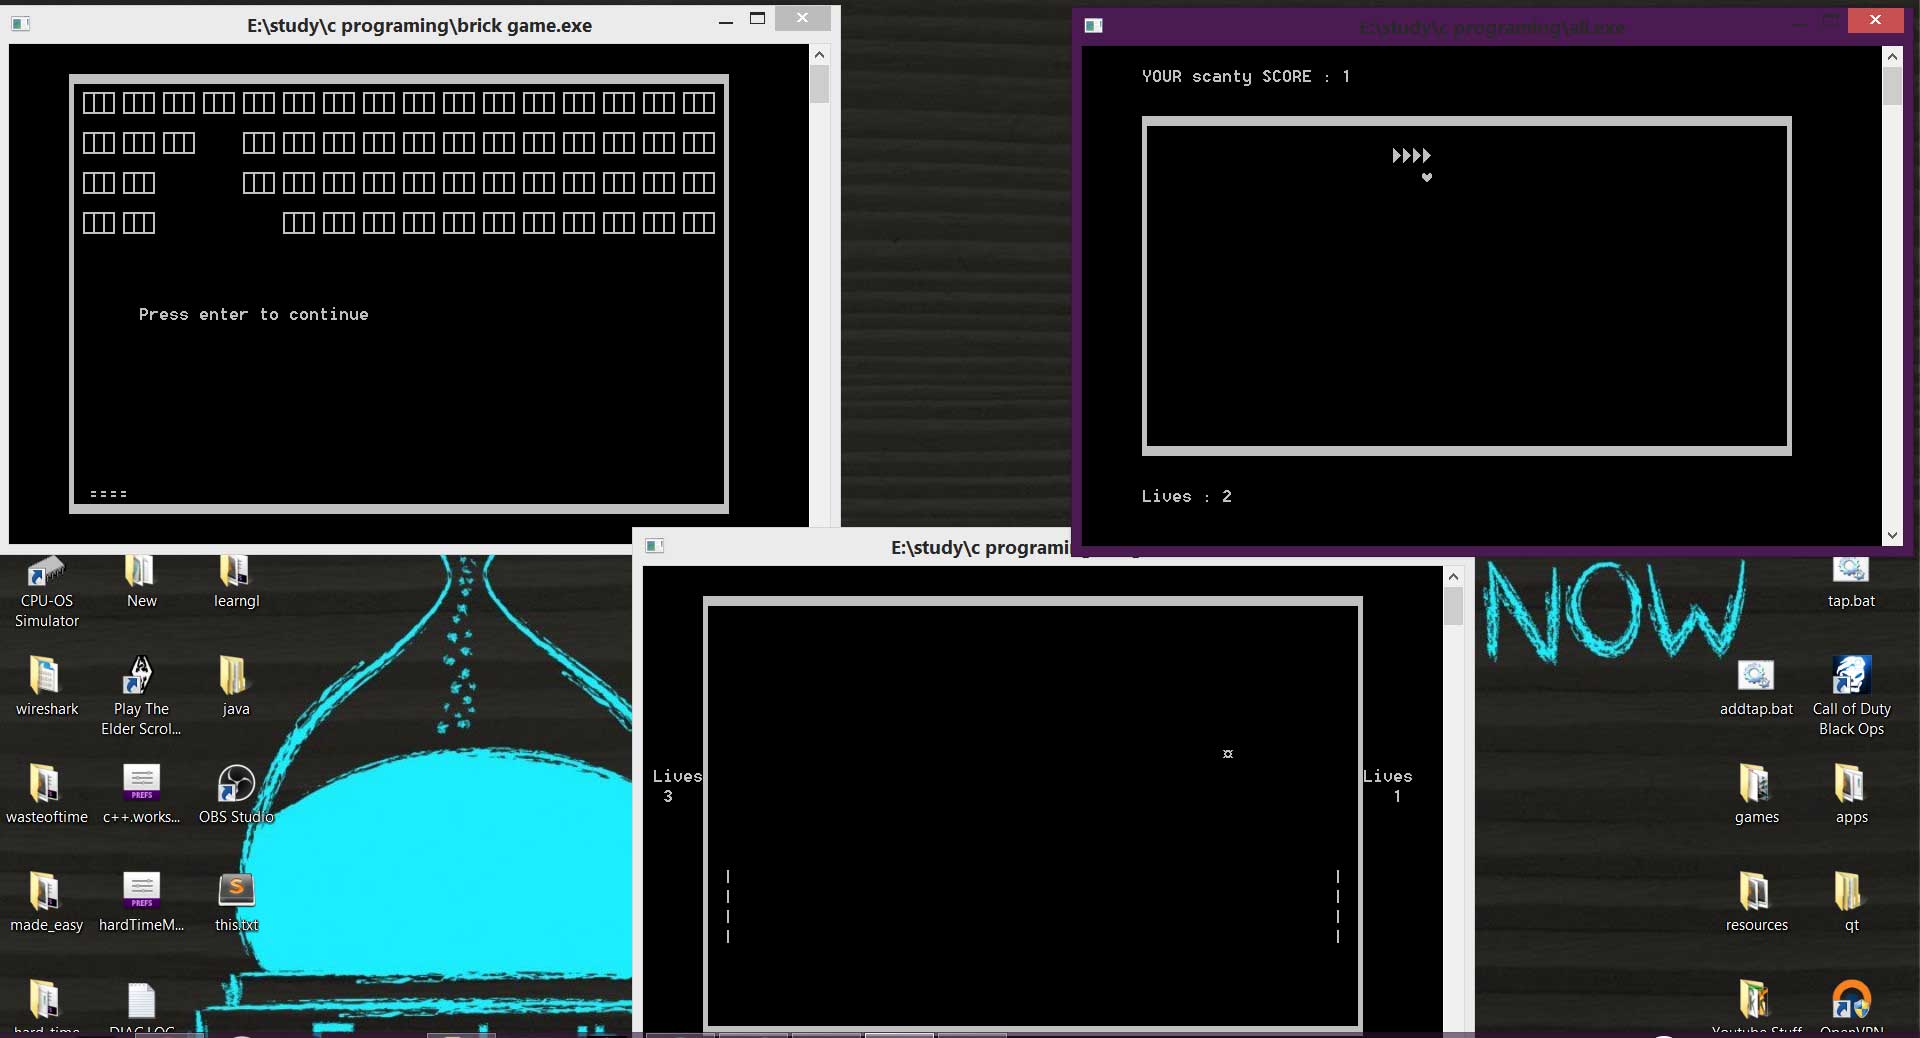 E:\study\c programing\brick game.exe
Press enter to continue
====
E:\study\c programing\all.exe
YOUR scanty SCORE : 1
Lives : 2
E:\study\c programi
Lives
3
Lives
1
NOW
CPU-OS
Simulator
New
learngl
wireshark
Play The
Elder Scrol...
java
wasteoftime
PREFS
c++.works...
OBS Studio
made_easy
PREFS
hardTimeM...
S
this.txt
hard_time
DIAG.LOG
tap.bat
addtap.bat
Call of Duty
Black Ops
games
apps
resources
qt
Youtube Stuff
OpenVPN